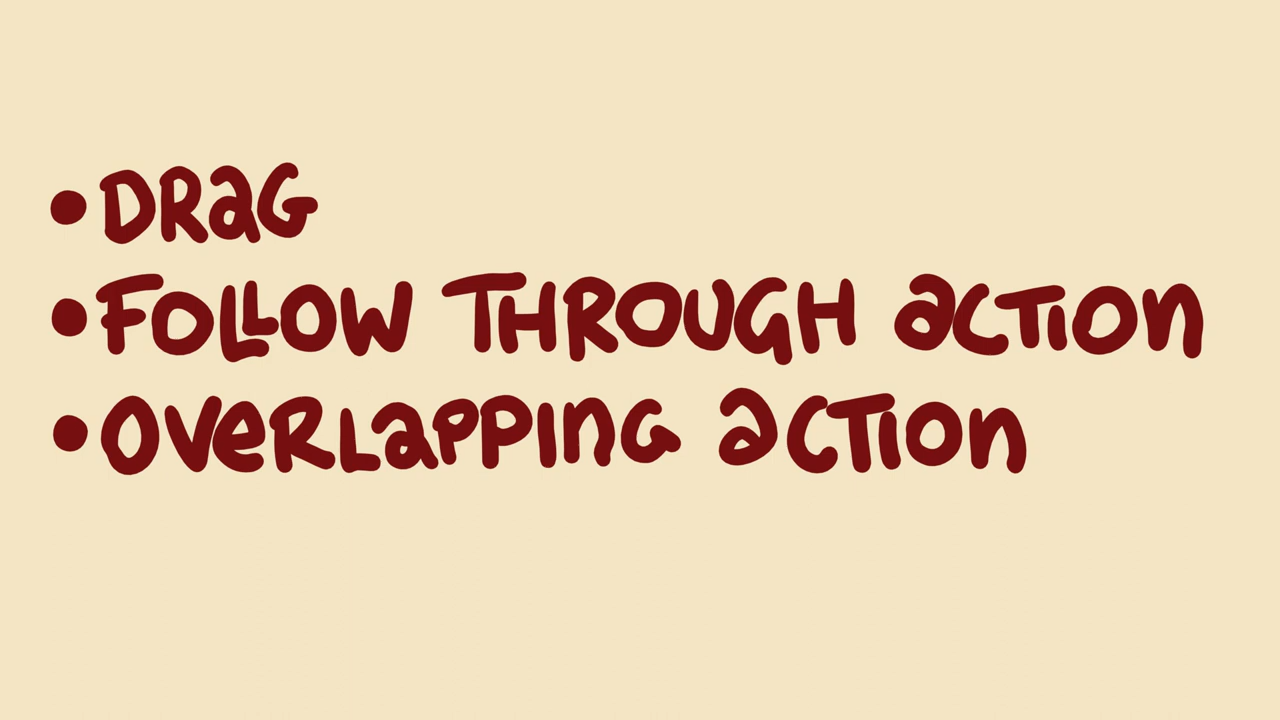 • DRaG
• FOLLOW THROUGH aCTiOn
• OVeRLaPPInG aCTiOn